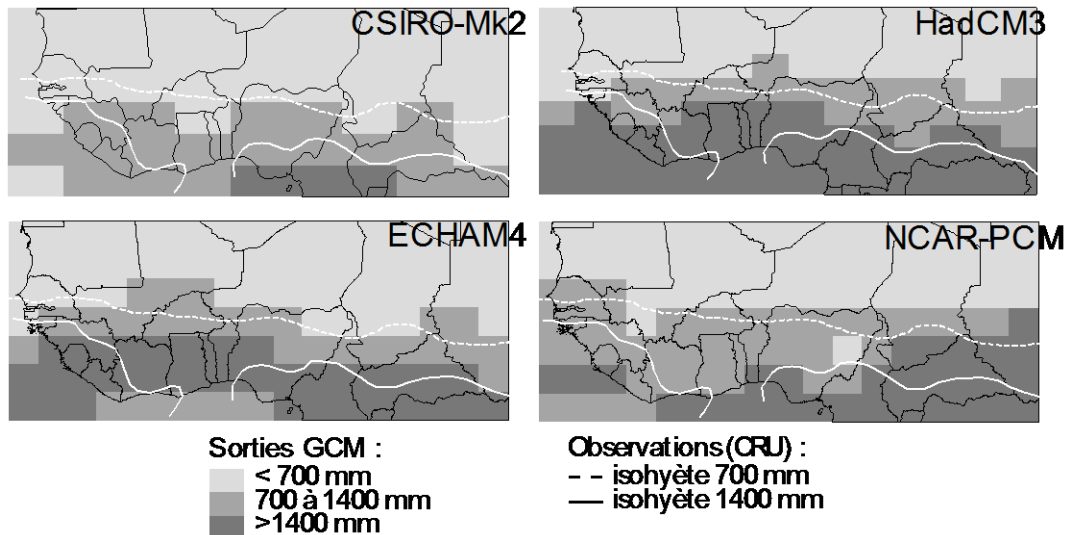 CSIRO-Mk2
HadCM3
ECHAM4
NCAR-PCM
Sorties GCM :
< 700 mm
700 à 1400 mm
>1400 mm
Observations (CRU) :
isohyète 700 mm
isohyète 1400 mm